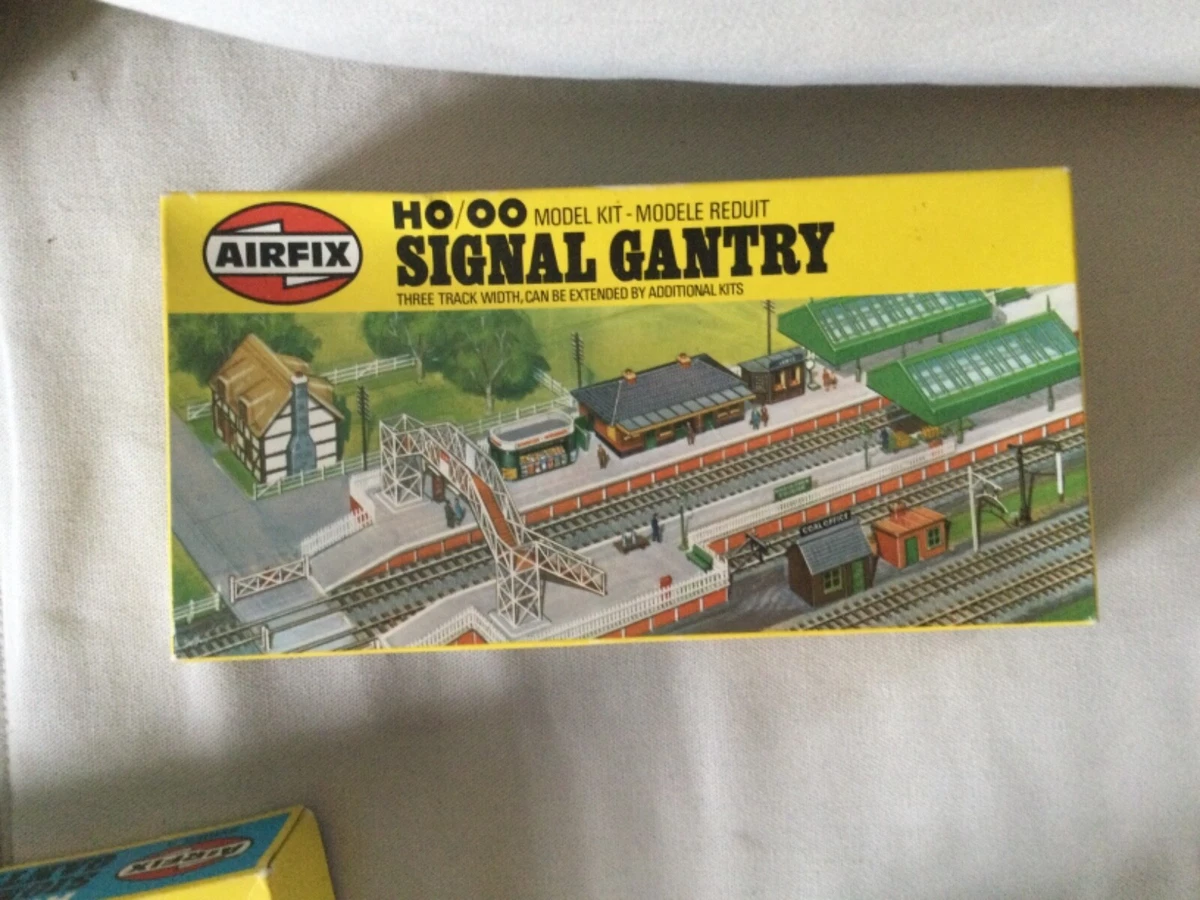 AIRFIX
HO/OO MODEL KIT - MODELE REDUIT
SIGNAL GANTRY
THREE TRACK WIDTH, CAN BE EXTENDED BY ADDITIONAL KITS
COAL OFFICE
AIRFIX